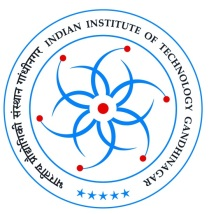 भारतीय प्रौद्योगिकी संस्थान गांधीनगर
INDIAN INSTITUTE OF TECHNOLOGY GANDHINAGAR